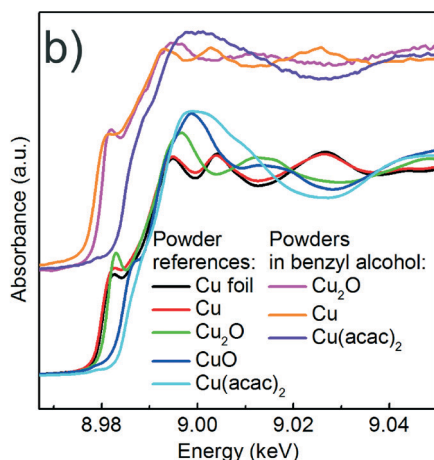 b)
Absorbance (a.u.)
Powder
references:
Cu foil
Cu
Cu₂O
CuO
Cu(acac)₂
Powders
in benzyl alcohol:
Cu₂O
Cu
Cu(acac)₂
8.98 9.00 9.02 9.04
Energy (keV)